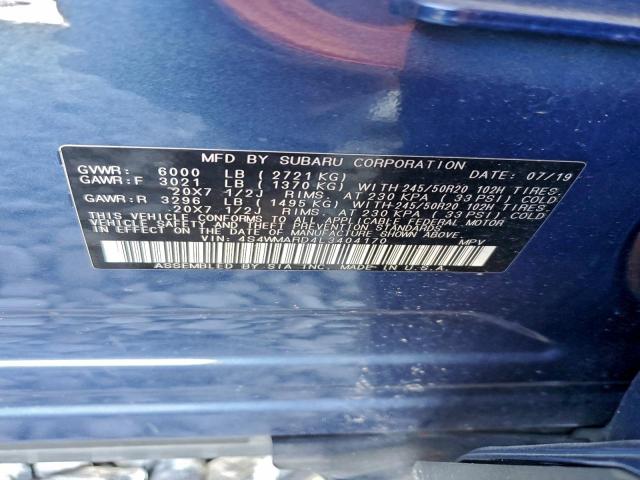 MFD BY SUBARU CORPORATION DATE: 07/19
GVWR: 6000 LB (2721 KG)
GAWR:F 3021 LB (1370 KG) WITH 245/50R20 102H TIRES.
20X7-1/2J RIMS, AT 230 KPA (33 PSI) COLD
GAWR:R 3296 LB (1495 KG) WITH 245/50R20 102H TIRES.
20X7-1/2J RIMS, AT 230 KPA (33 PSI) COLD
THIS VEHICLE CONFORMS TO ALL APPLICABLE FEDERAL MOTOR
VEHICLE SAFETY AND THEFT PREVENTION STANDARDS
IN EFFECT ON THE DATE OF MANUFACTURE SHOWN ABOVE.
VIN: 4S4WMARD4L3404170 MPV
ASSEMBLED BY SIA INC. MADE IN U.S.A.